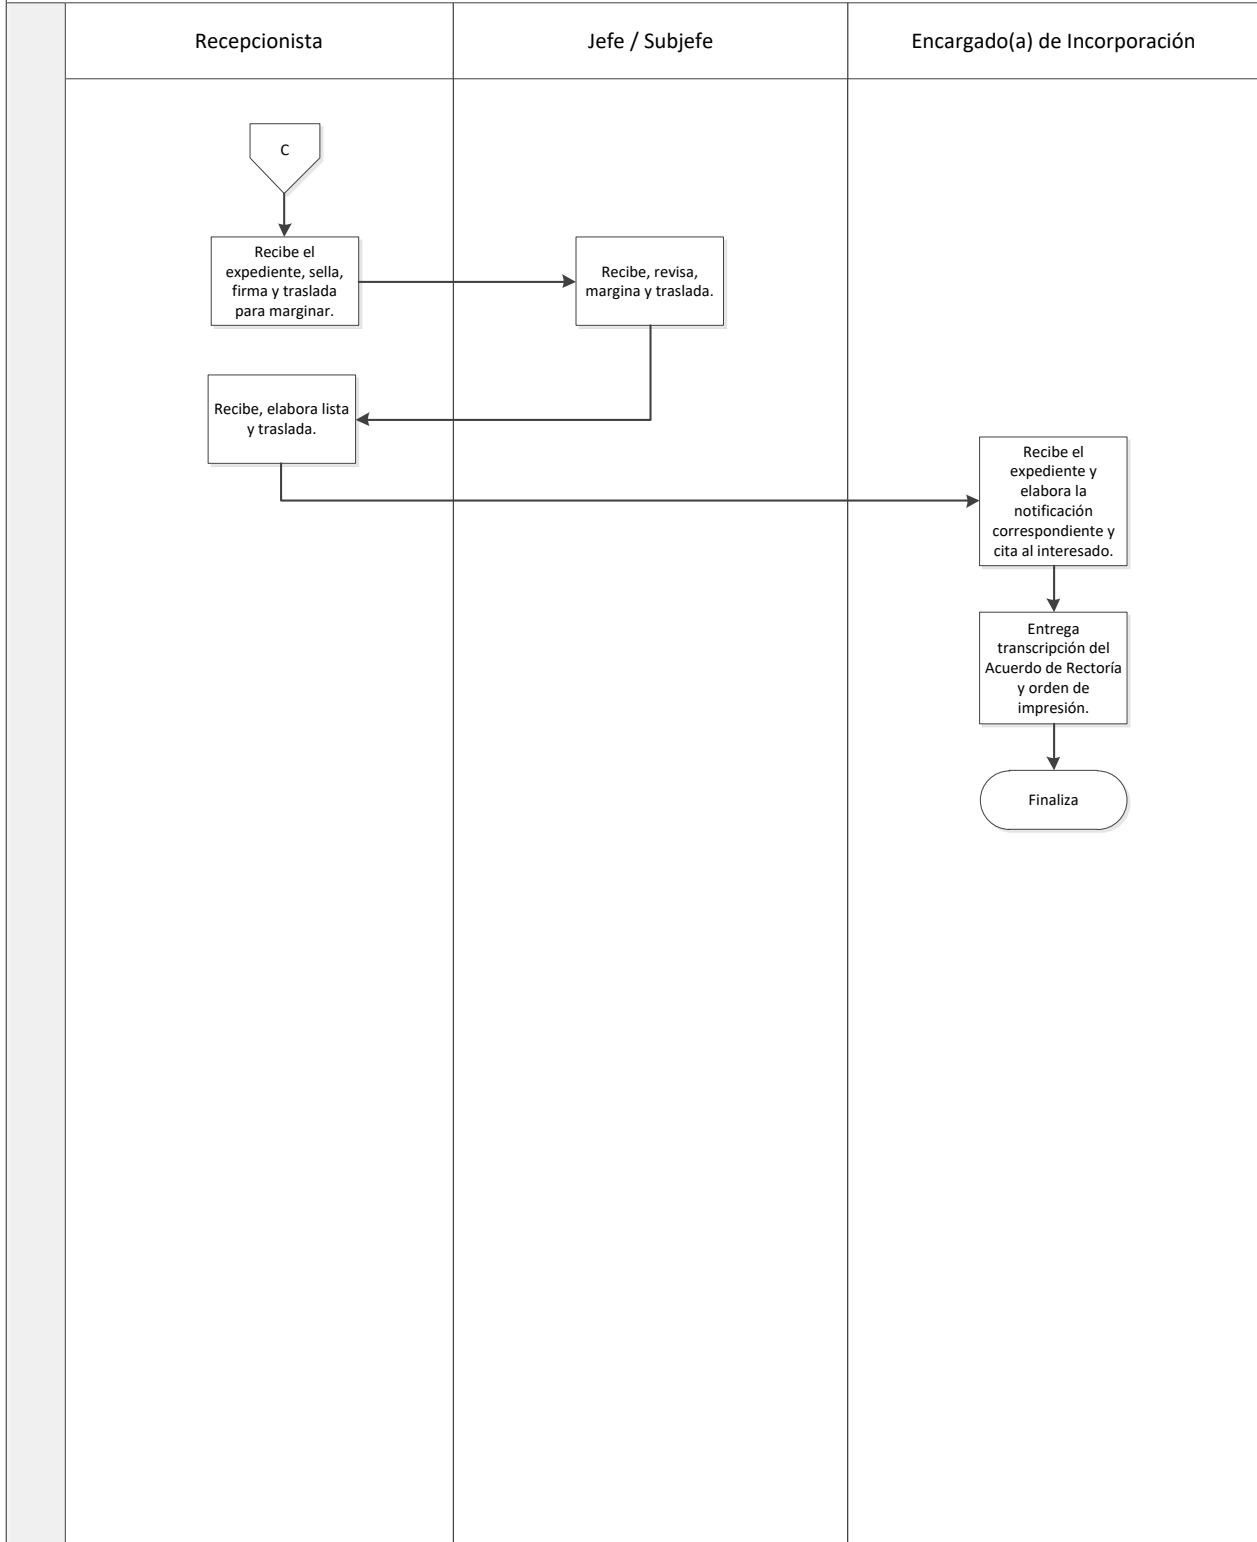 Recepcionista
Jefe / Subjefe
Encargado(a) de Incorporación
C
Recibe el
expediente, sella,
firma y traslada
para marginar.
Recibe, revisa,
margina y traslada.
Recibe, elabora lista
y traslada.
Recibe el
expediente y
elabora la
notificación
correspondiente y
cita al interesado.
Entrega
transcripción del
Acuerdo de Rectoría
y orden de
impresión.
Finaliza